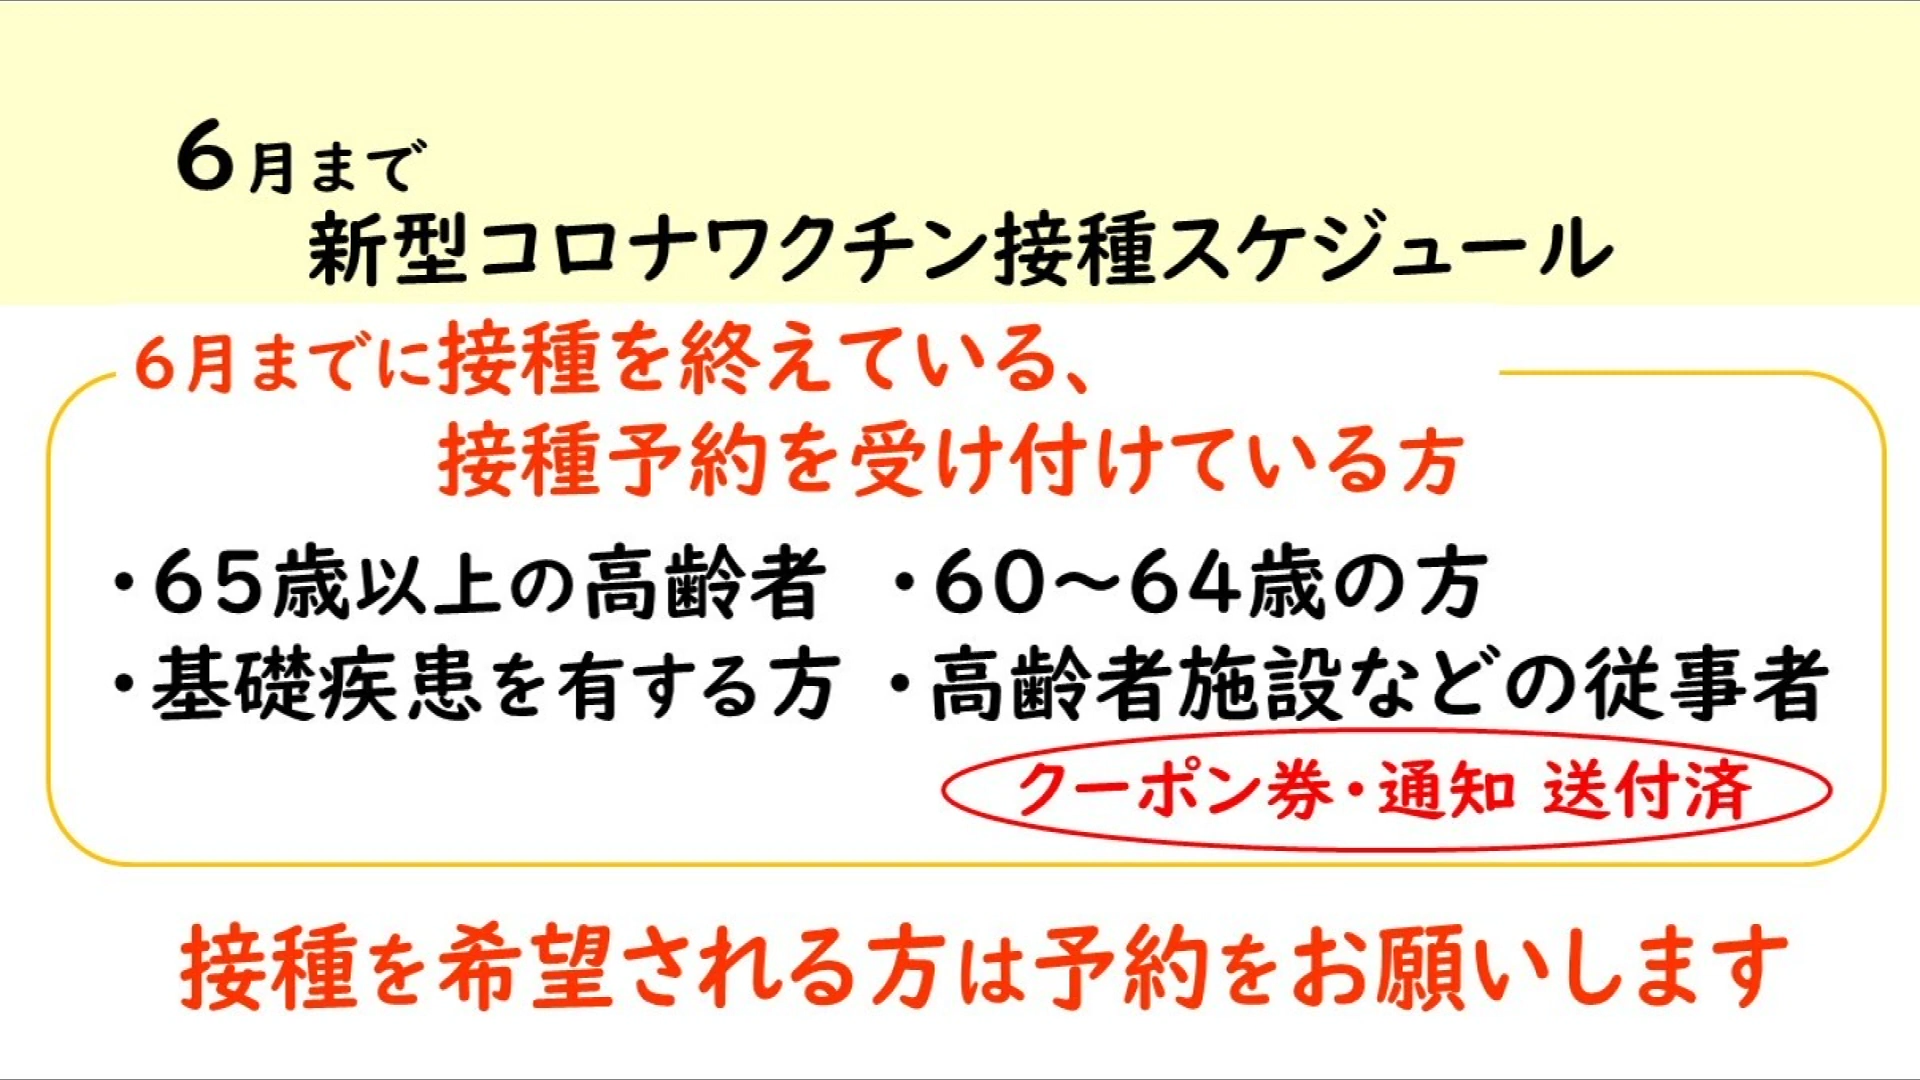 6月まで
新型コロナワクチン接種スケジュール
6月までに接種を終えている、
接種予約を受け付けている方
・65歳以上の高齢者 ・60～64歳の方
・基礎疾患を有する方 ・高齢者施設などの従事者
クーポン券・通知 送付済
接種を希望される方は予約をお願いします